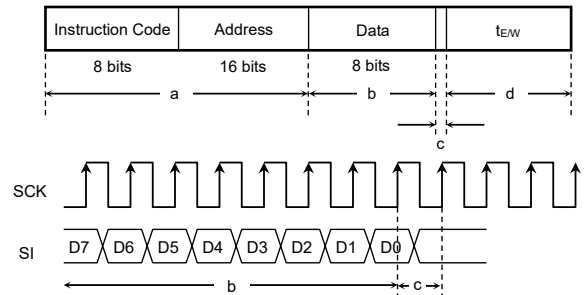 Instruction Code Address Data tE/W
8 bits 16 bits 8 bits
a b d
c
SCK
SI D7 D6 D5 D4 D3 D2 D1 D0
b c